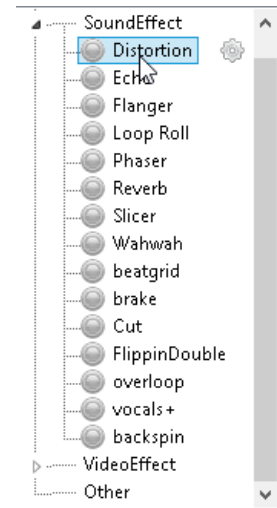 SoundEffect
Distortion
Echo
Flanger
Loop Roll
Phaser
Reverb
Slicer
Wahwah
beatgrid
brake
Cut
FlippinDouble
overloop
vocals+
backspin
VideoEffect
Other